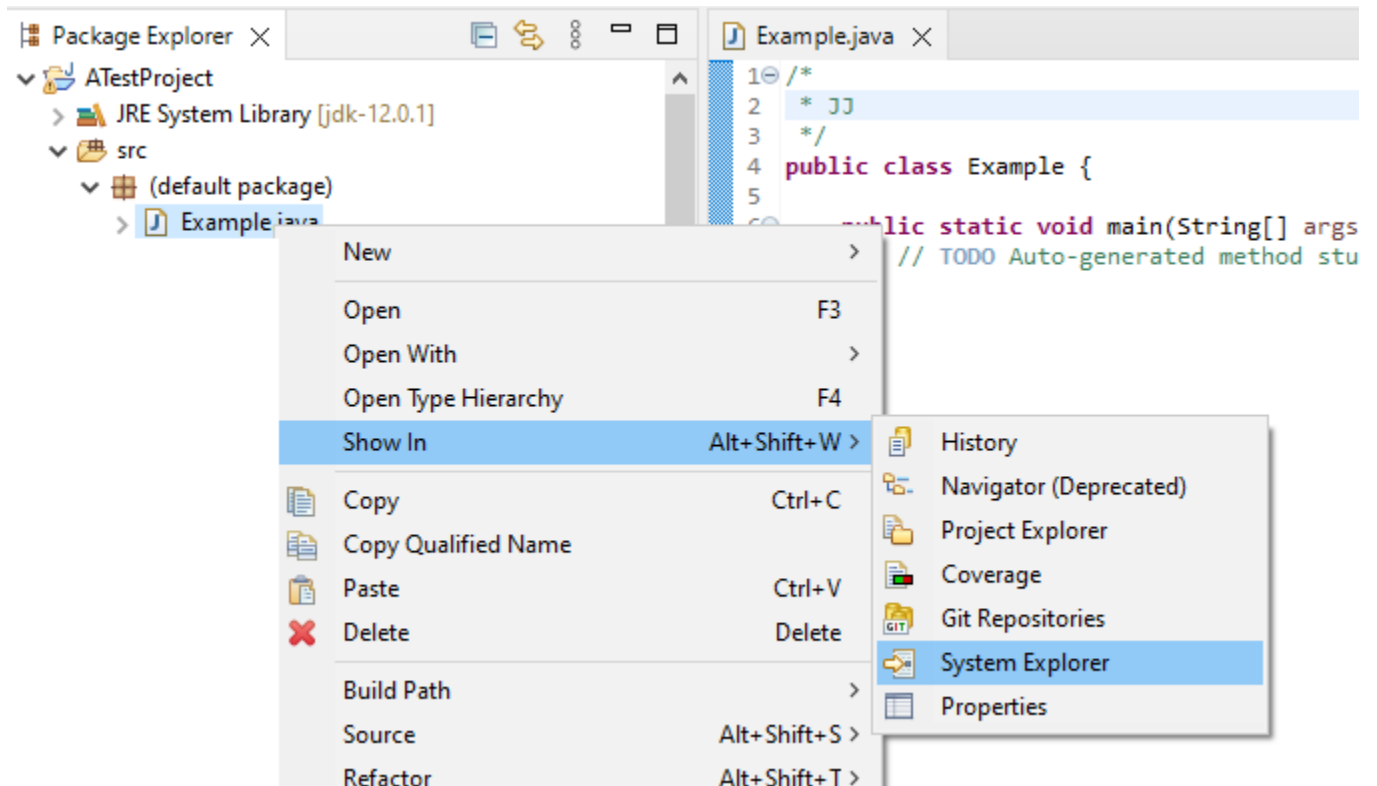 Package Explorer
ATestProject
JRE System Library [jdk-12.0.1]
src
(default package)
Example.java
Example.java
1 /*
2 * JJ
3 */
4 public class Example {
5
public static void main(String[] args
// TODO Auto-generated method stu
New
Open F3
Open With
Open Type Hierarchy F4
Show In Alt+Shift+W
Copy Ctrl+C
Copy Qualified Name
Paste Ctrl+V
Delete Delete
Build Path
Source Alt+Shift+S
Refactor Alt+Shift+T
History
Navigator (Deprecated)
Project Explorer
Coverage
GIT Git Repositories
System Explorer
Properties